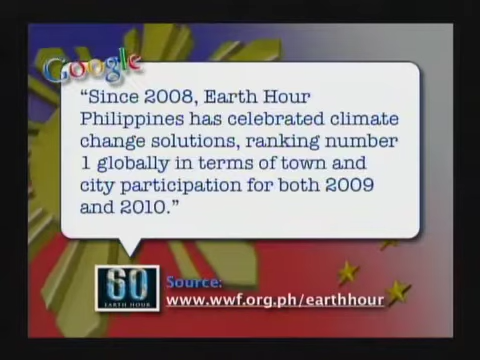 Google
“Since 2008, Earth Hour
Philippines has celebrated climate
change solutions, ranking number
1 globally in terms of town and
city participation for both 2009
and 2010.”
60
EARTH HOUR
Source:
www.wwf.org.ph/earthhour